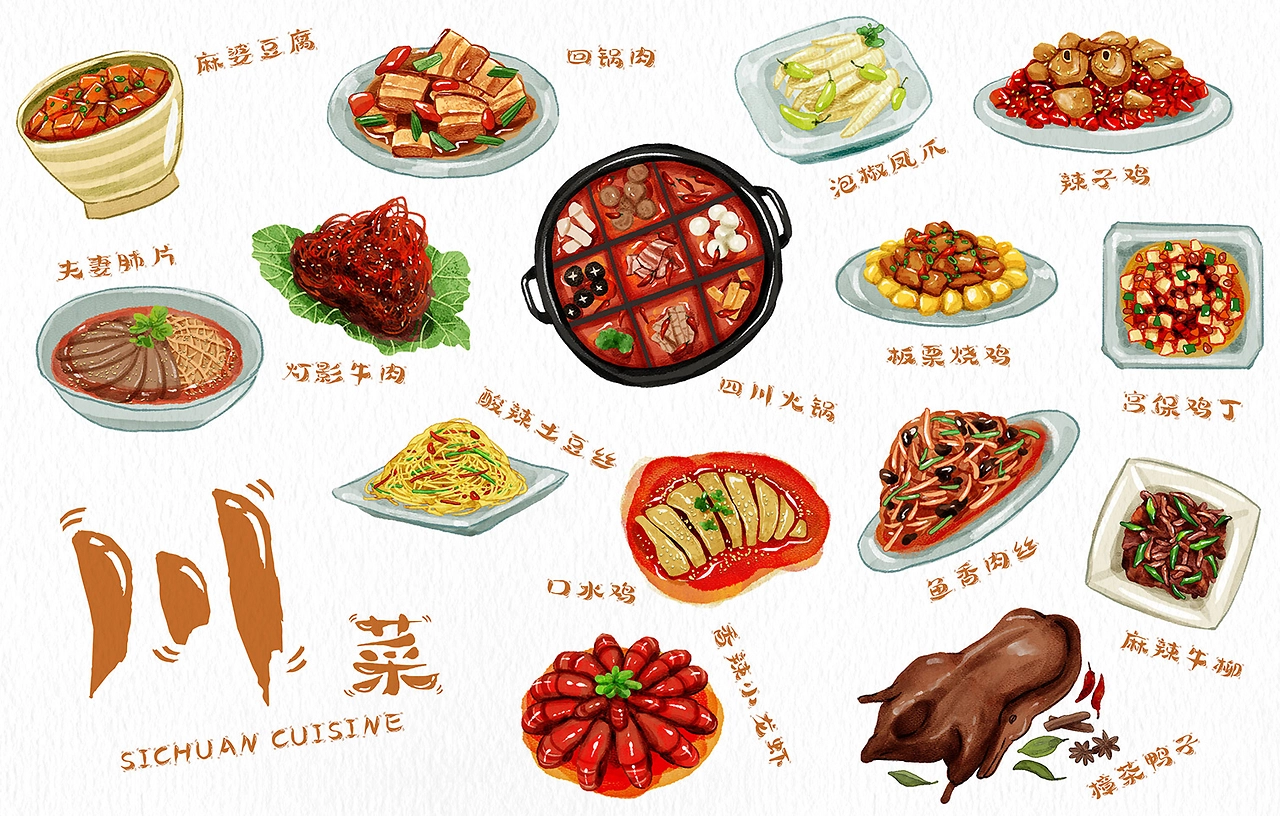 麻婆豆腐
回锅肉
泡椒凤爪
辣子鸡
夫妻肺片
灯影牛肉
四川火锅
板栗烧鸡
宫保鸡丁
酸辣土豆丝
口水鸡
鱼香肉丝
麻辣牛柳
香辣小龙虾
樟茶鸭子
川菜
SICHUAN CUISINE